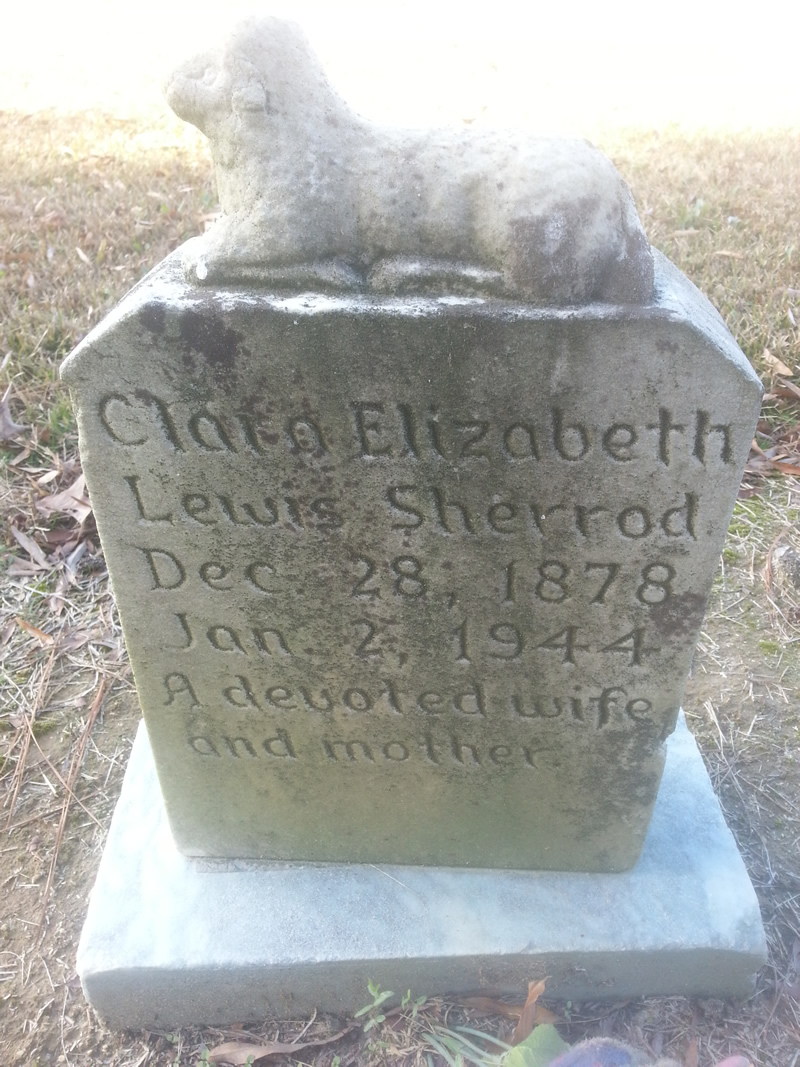 Clara Elizabeth
Lewis Sherrod
Dec. 28, 1878
Jan. 2, 1944
A devoted wife
and mother.